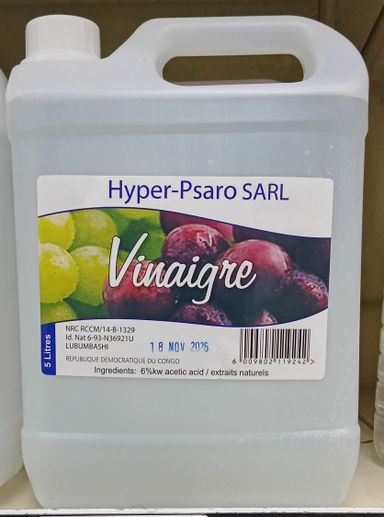 Hyper-Psaro SARL
Vinaigre
5 Litres
NRC RCCM/14-B-1329
Id. Nat 6-93-N36921U
LUBUMBASHI
18 NOV 2026
REPUBLIQUE DEMOCRATIQUE DU CONGO
6 009802 119242 >
Ingredients: 6%kw acetic acid / extraits naturels